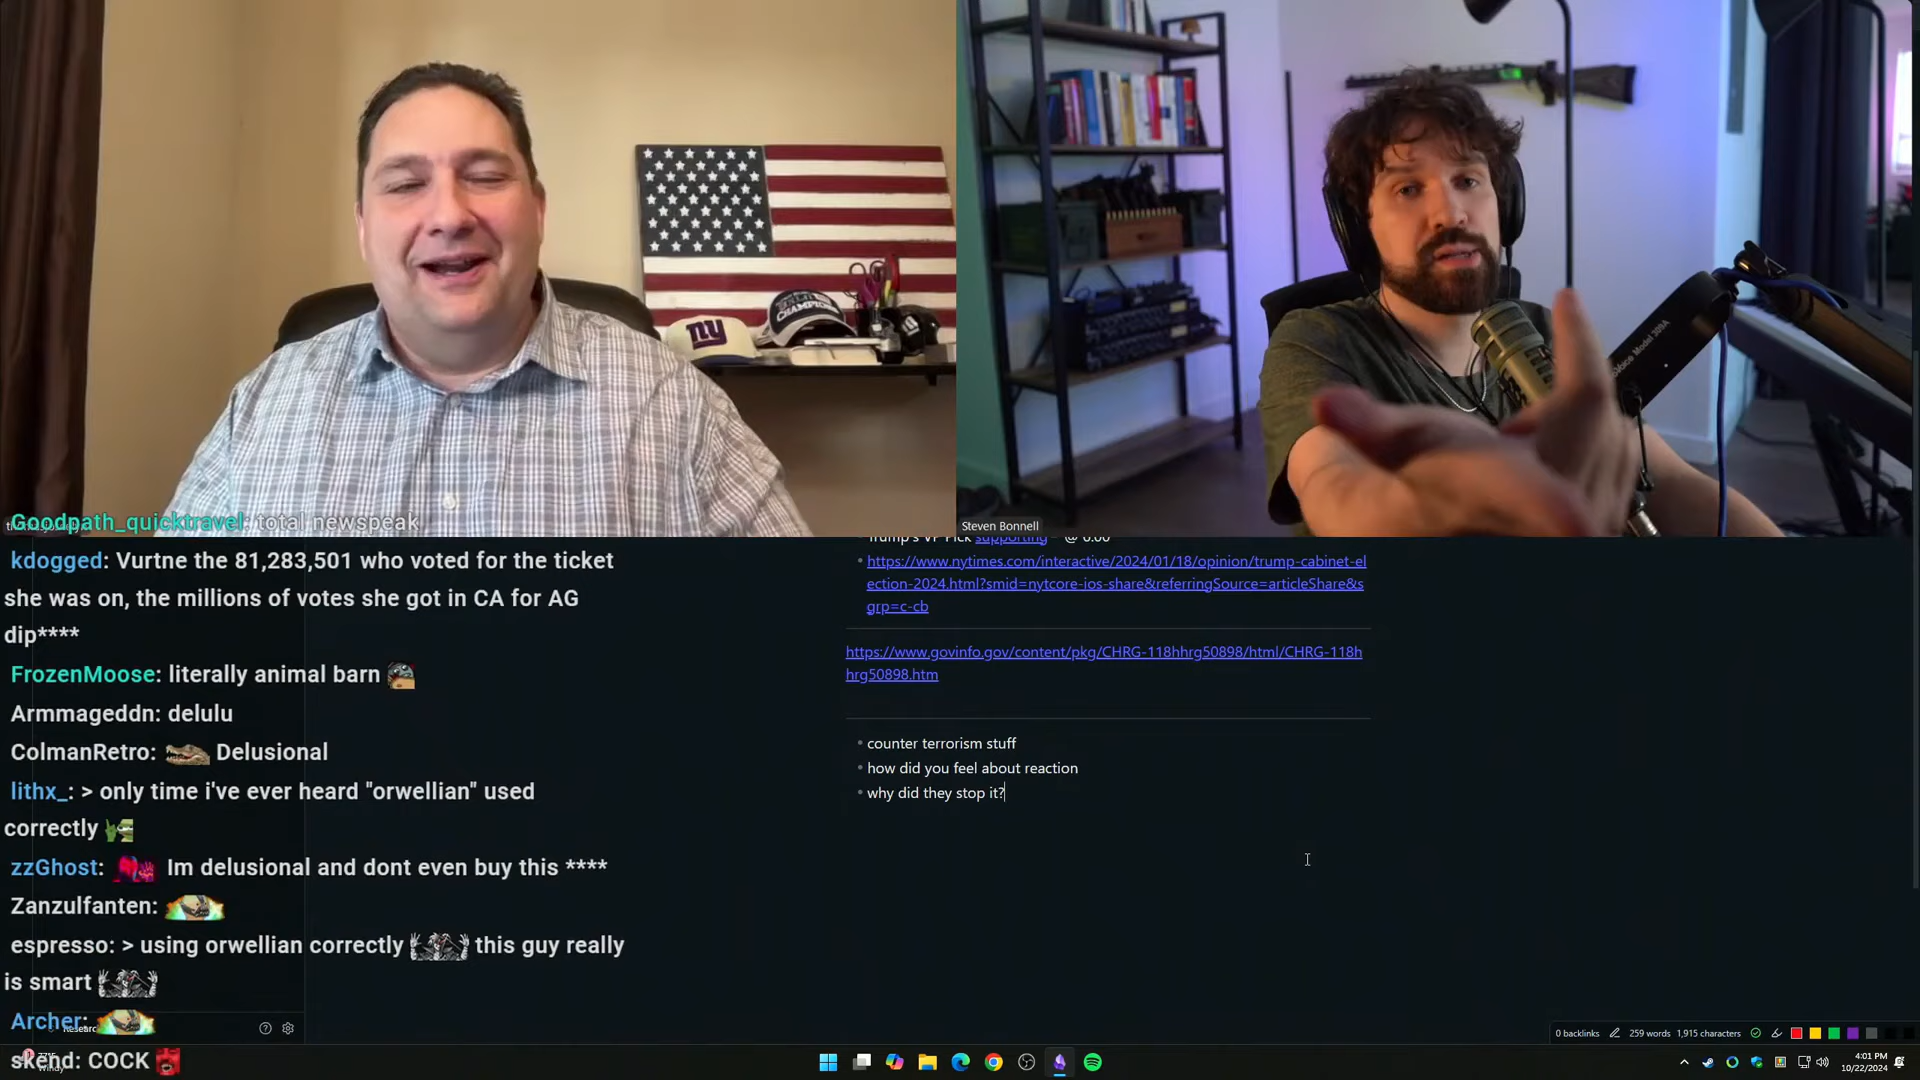 NY
CHAMPIONS
Steven Bonnell
Goodpath_quicktravel: total newspeak
kdogged: Vurtne the 81,283,501 who voted for the ticket
she was on, the millions of votes she got in CA for AG
dip****
FrozenMoose: literally animal barn
Armmageddn: delulu
ColmanRetro: Delusional
lithx_: > only time i've ever heard "orwellian" used
correctly
zzGhost: Im delusional and dont even buy this ****
Zanzulfanten:
espresso: > using orwellian correctly this guy really
is smart
Archer:
skend: COCK
Trump's VP Pick supporting
https://www.nytimes.com/interactive/2024/01/18/opinion/trump-cabinet-el
ection-2024.html?smid=nytcore-ios-share&referringSource=articleShare&s
grp=c-cb
https://www.govinfo.gov/content/pkg/CHRG-118hhrg50898/html/CHRG-118h
hrg50898.htm
counter terrorism stuff
how did you feel about reaction
why did they stop it?
0 backlinks 259 words 1,915 characters
4:01 PM
10/22/2024